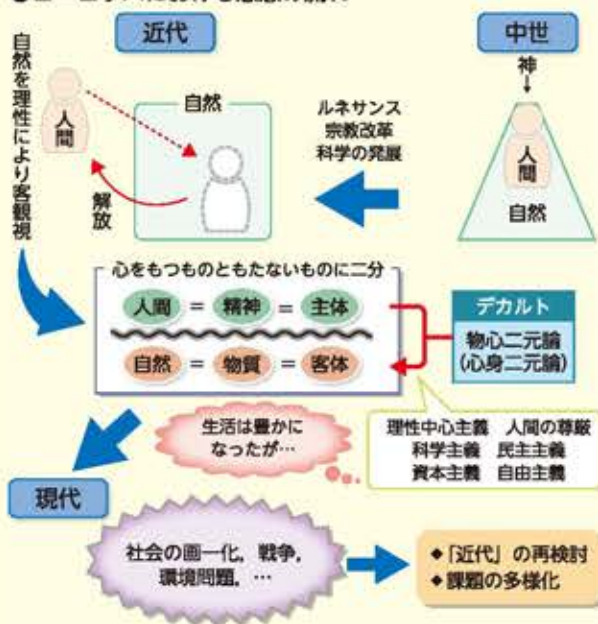 近代
中世
神
↓
人間
自然
ルネサンス
宗教改革
科学の発展
自然を理性により客観視
人間
自然
解放
心をもつものともたないものに二分
人間 = 精神 = 主体
自然 = 物質 = 客体
デカルト
物心二元論
(心身二元論)
理性中心主義 人間の尊厳
科学主義 民主主義
資本主義 自由主義
生活は豊かに
なったが…
現代
社会の画一化,戦争,
環境問題,…
◆「近代」の再検討
◆課題の多様化